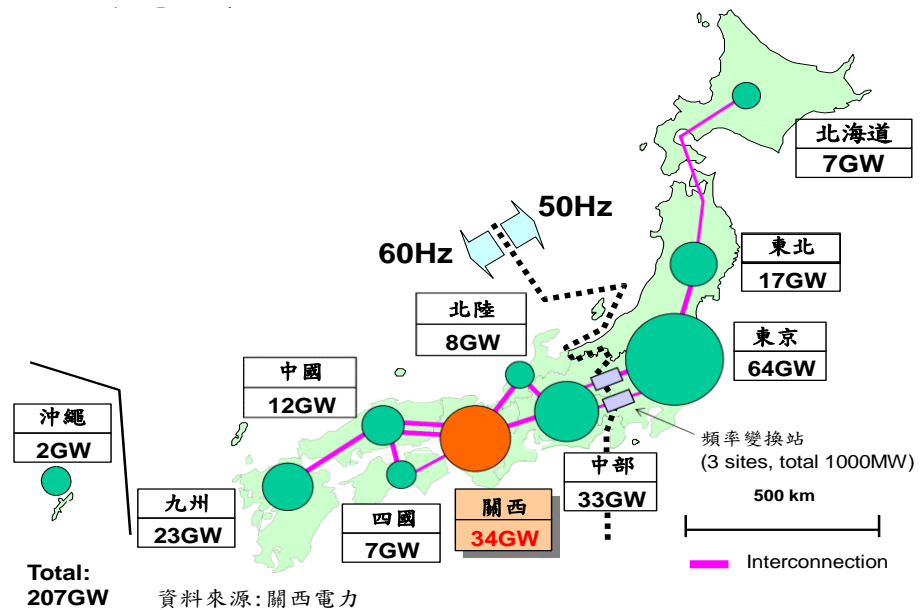 北海道
7GW
50Hz
60Hz
東北
17GW
北陸
8GW
東京
64GW
中國
12GW
沖繩
2GW
頻率變換站
(3 sites, total 1000MW)
中部
33GW
九州
23GW
四國
7GW
關西
34GW
500 km
Interconnection
Total:
207GW
資料來源:關西電力